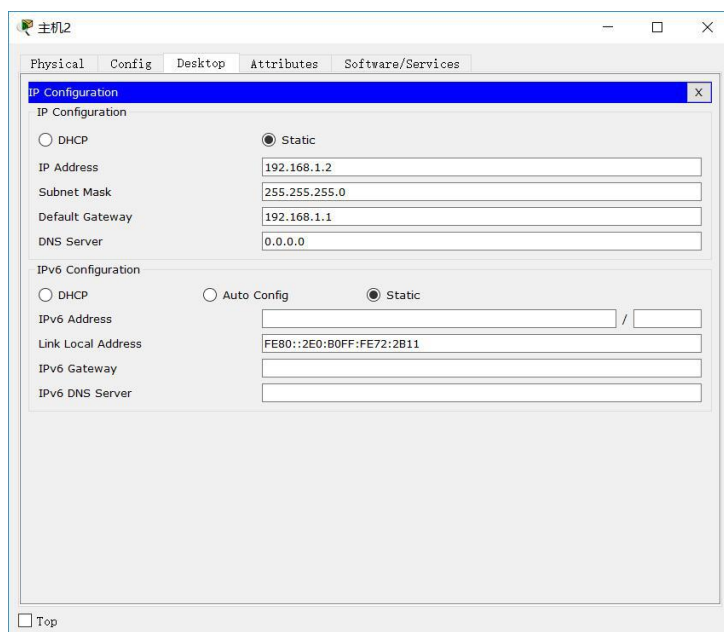 主机2
Physical Config Desktop Attributes Software/Services
IP Configuration X
IP Configuration
DHCP Static
IP Address 192.168.1.2
Subnet Mask 255.255.255.0
Default Gateway 192.168.1.1
DNS Server 0.0.0.0
IPv6 Configuration
DHCP Auto Config Static
IPv6 Address /
Link Local Address FE80::2E0:B0FF:FE72:2B11
IPv6 Gateway
IPv6 DNS Server
Top